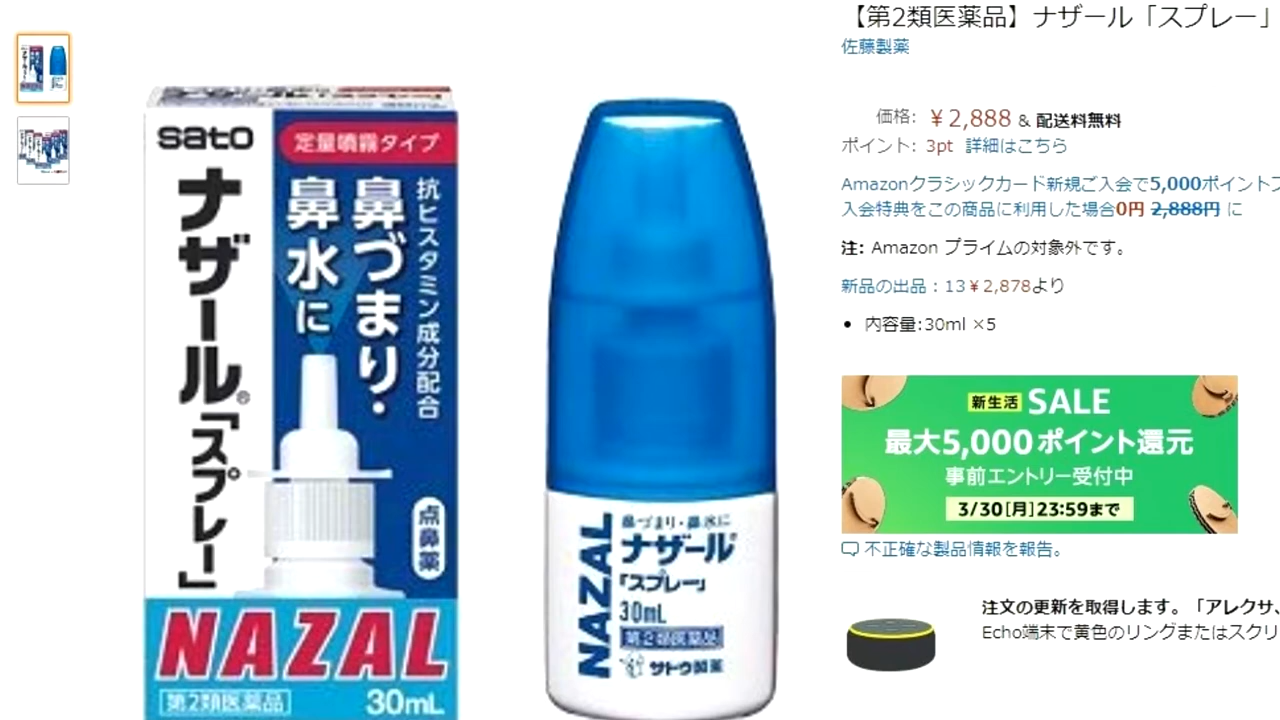 【第2類医薬品】ナザール「スプレー」
佐藤製薬
価格: ￥2,888 & 配送料無料
ポイント: 3pt 詳細はこちら
Amazonクラシックカード新規ご入会で5,000ポイント
入会特典をこの商品に利用した場合0円 2,888円 に
注: Amazon プライムの対象外です。
新品の出品：13￥2,878より
• 内容量:30ml ×5
新生活 SALE
最大5,000ポイント還元
事前エントリー受付中
3/30[月]23:59まで
不正確な製品情報を報告。
注文の更新を取得します。「アレクサ、
Echo端末で黄色のリングまたはスクリ
sato
定量噴霧タイプ
ナザール®「スプレー」
抗ヒスタミン成分配合
鼻づまり・
鼻水に
点鼻薬
NAZAL
第2類医薬品
30mL
NAZAL
鼻づまり・鼻水に
ナザール®
「スプレー」
30mL
第2類医薬品
サトウ製薬